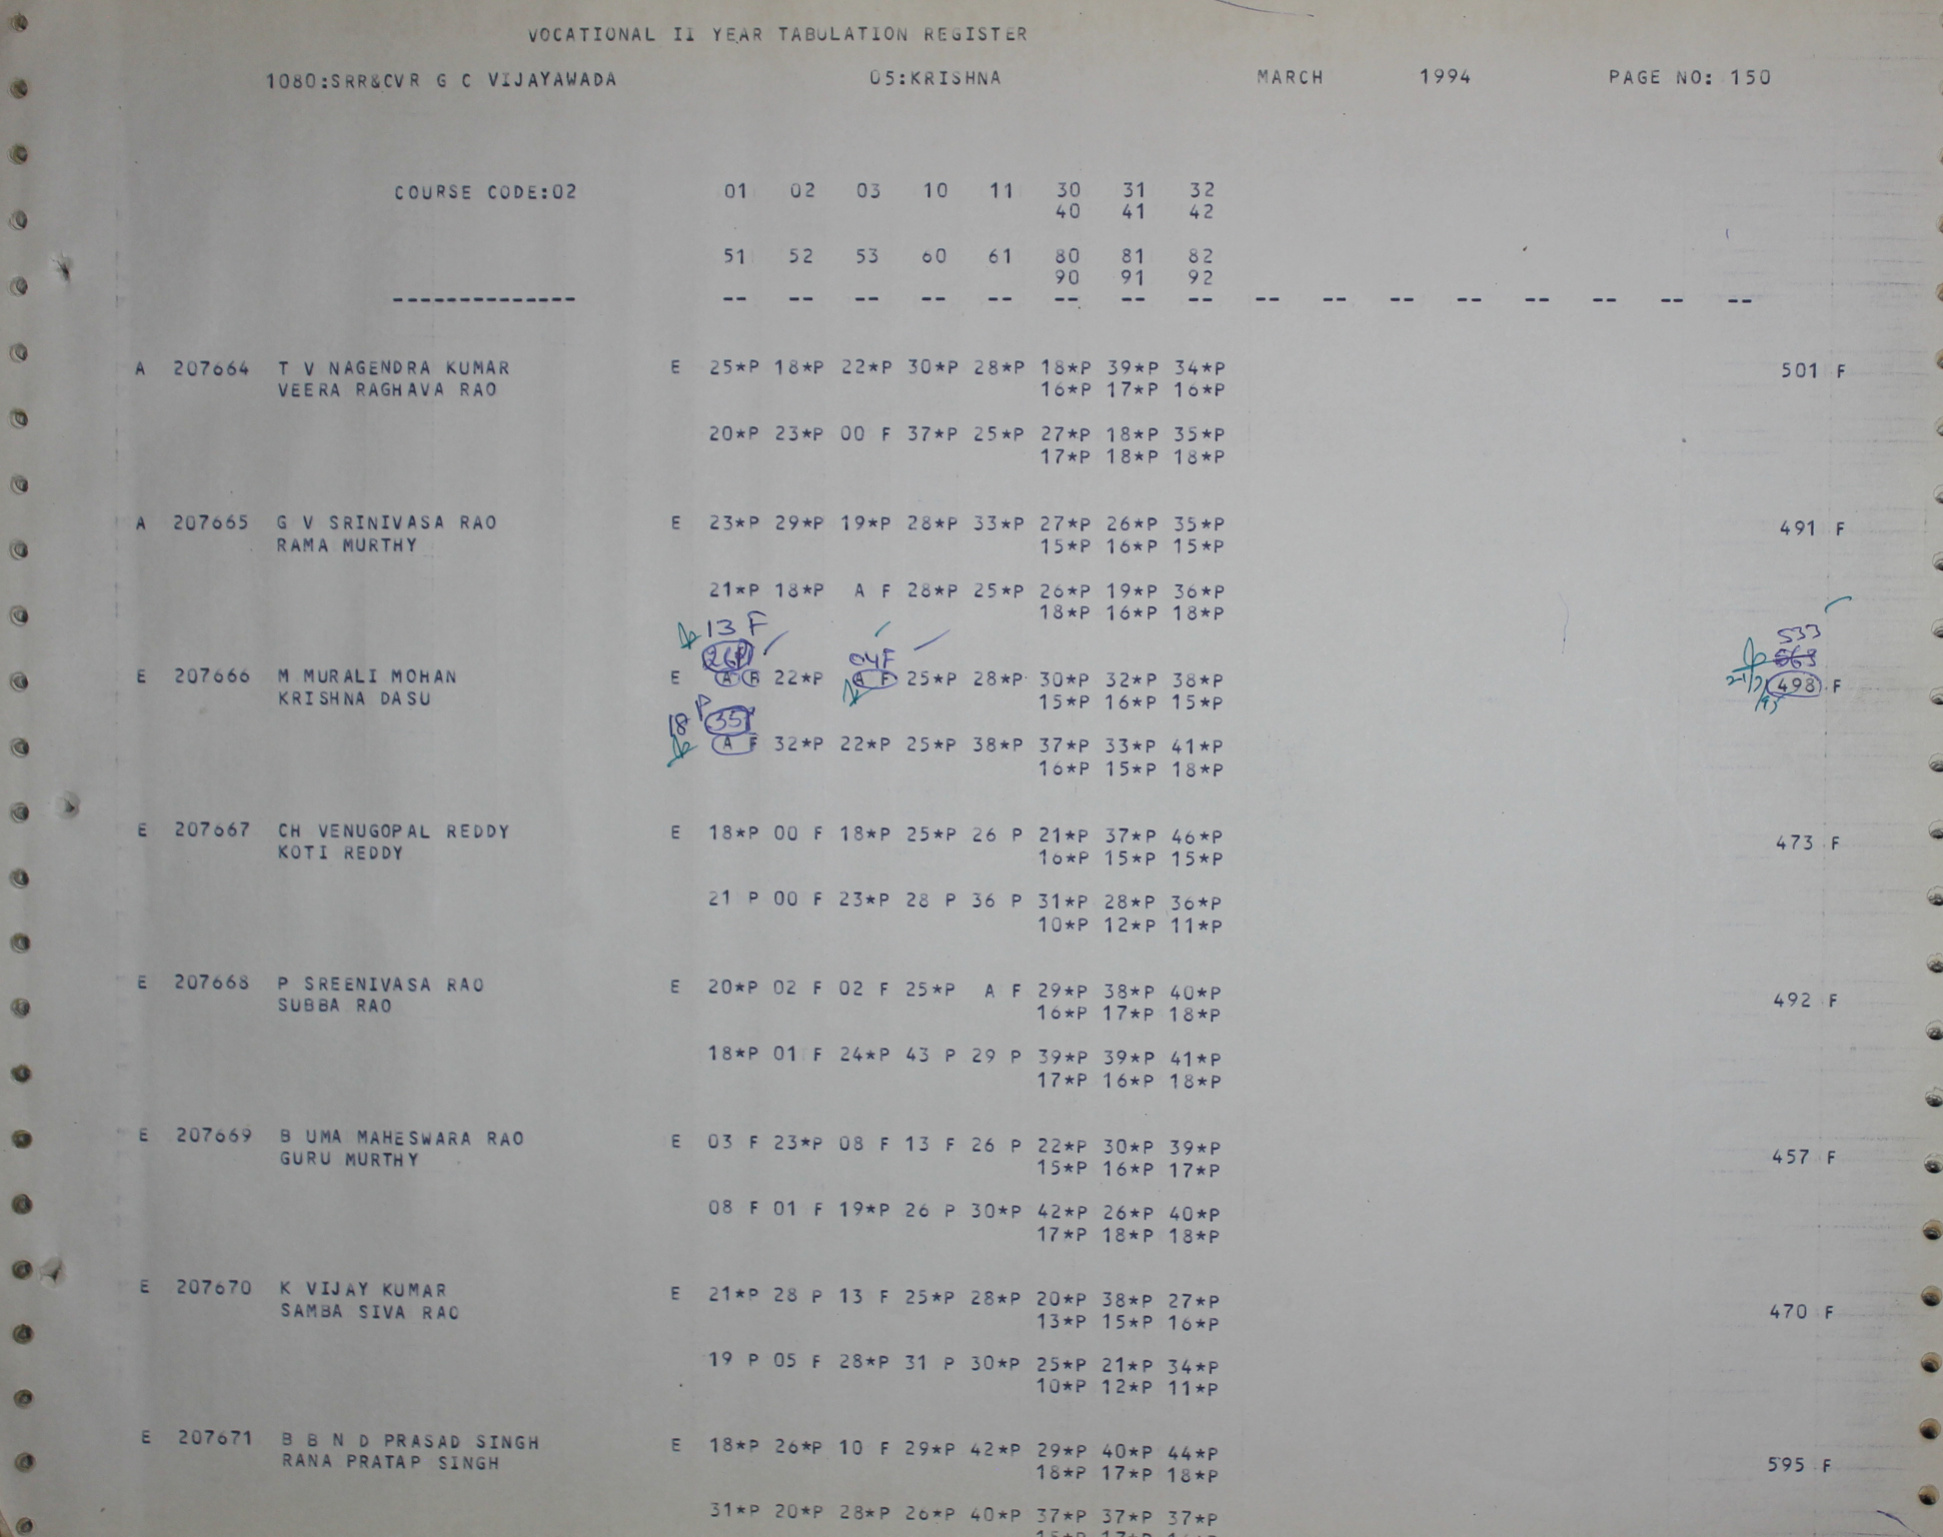 VOCATIONAL II YEAR TABULATION REGISTER
1080:SRR&CVR G C VIJAYAWADA 05:KRISHNA MARCH 1994 PAGE NO: 150
COURSE CODE:02 01 02 03 10 11 30 31 32
40 41 42
51 52 53 60 61 80 81 82
90 91 92
-------------- -- -- -- -- -- -- -- -- -- -- -- -- -- -- -- --
A 207664 T V NAGENDRA KUMAR E 25*P 18*P 22*P 30*P 28*P 18*P 39*P 34*P 501 F
VEERA RAGHAVA RAO 16*P 17*P 16*P
20*P 23*P 00 F 37*P 25*P 27*P 18*P 35*P
17*P 18*P 18*P
A 207665 G V SRINIVASA RAO E 23*P 29*P 19*P 28*P 33*P 27*P 26*P 35*P 491 F
RAMA MURTHY 15*P 16*P 15*P
21*P 18*P A F 28*P 25*P 26*P 19*P 36*P
18*P 16*P 18*P
13 F 533
26P 04F 563
E 207666 M MURALI MOHAN E A F 22*P A F 25*P 28*P 30*P 32*P 38*P 498 F
KRISHNA DASU 15*P 16*P 15*P
18 P 35P
A F 32*P 22*P 25*P 38*P 37*P 33*P 41*P
16*P 15*P 18*P
E 207667 CH VENUGOPAL REDDY E 18*P 00 F 18*P 25*P 26 P 21*P 37*P 46*P 473 F
KOTI REDDY 16*P 15*P 15*P
21 P 00 F 23*P 28 P 36 P 31*P 28*P 36*P
10*P 12*P 11*P
E 207668 P SREENIVASA RAO E 20*P 02 F 02 F 25*P A F 29*P 38*P 40*P 492 F
SUBBA RAO 16*P 17*P 18*P
18*P 01 F 24*P 43 P 29 P 39*P 39*P 41*P
17*P 16*P 18*P
E 207669 B UMA MAHESWARA RAO E 03 F 23*P 08 F 13 F 26 P 22*P 30*P 39*P 457 F
GURU MURTHY 15*P 16*P 17*P
08 F 01 F 19*P 26 P 30*P 42*P 26*P 40*P
17*P 18*P 18*P
E 207670 K VIJAY KUMAR E 21*P 28 P 13 F 25*P 28*P 20*P 38*P 27*P 470 F
SAMBA SIVA RAO 13*P 15*P 16*P
19 P 05 F 28*P 31 P 30*P 25*P 21*P 34*P
10*P 12*P 11*P
E 207671 B B N D PRASAD SINGH E 18*P 26*P 10 F 29*P 42*P 29*P 40*P 44*P 595 F
RANA PRATAP SINGH 18*P 17*P 18*P
31*P 20*P 28*P 26*P 40*P 37*P 37*P 37*P